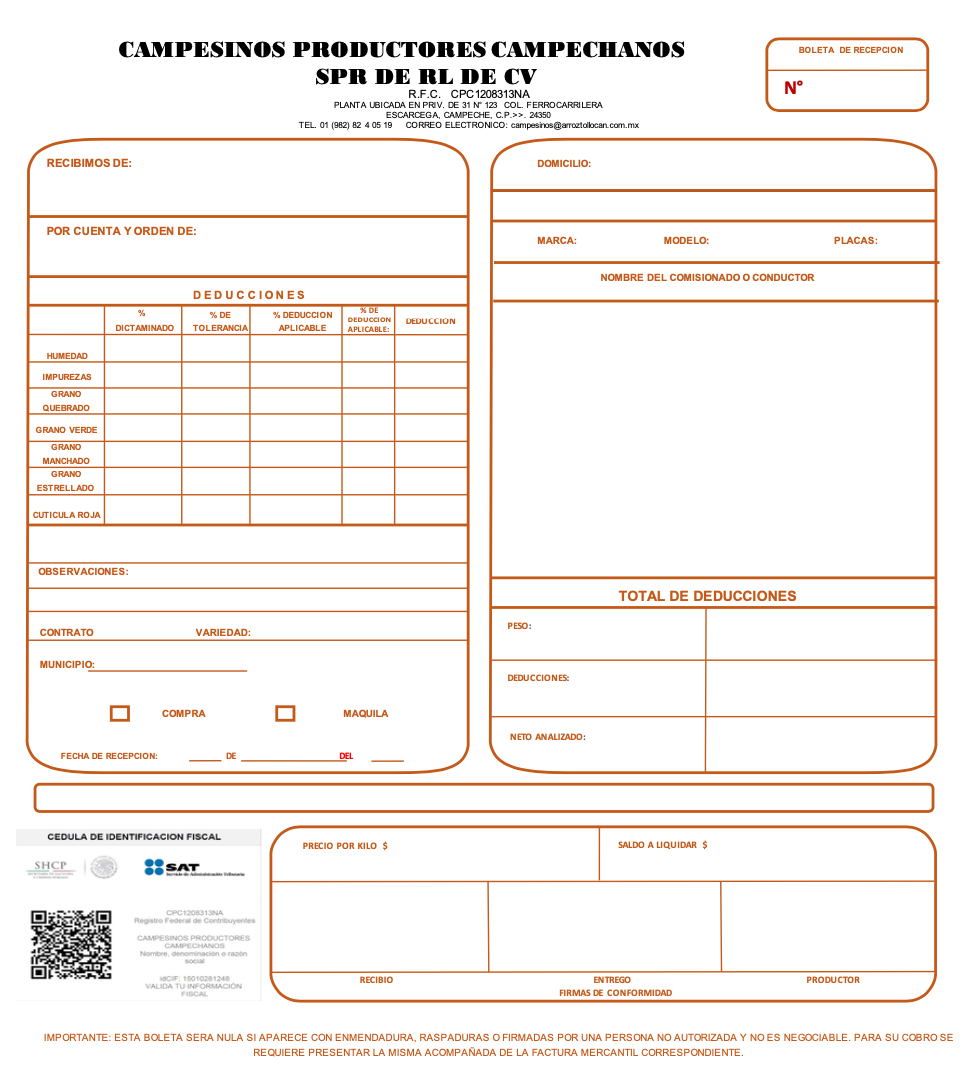 CAMPESINOS PRODUCTORES CAMPECHANOS
SPR DE RL DE CV
R.F.C. CPC1208313NA
PLANTA UBICADA EN PRIV. DE 31 N° 123 COL. FERROCARRILERA
ESCARCEGA, CAMPECHE, C.P.>>. 24350
TEL. 01 (982) 82 4 05 19 CORREO ELECTRONICO: campesinos@arroztollocan.com.mx
BOLETA DE RECEPCION
N°
RECIBIMOS DE:
POR CUENTA Y ORDEN DE:
DEDUCCIONES
% DICTAMINADO
% DE TOLERANCIA
% DEDUCCION APLICABLE
% DE DEDUCCION APLICABLE:
DEDUCCION
HUMEDAD
IMPUREZAS
GRANO QUEBRADO
GRANO VERDE
GRANO MANCHADO
GRANO ESTRELLADO
CUTICULA ROJA
OBSERVACIONES:
CONTRATO VARIEDAD:
MUNICIPIO:
COMPRA MAQUILA
FECHA DE RECEPCION: DE DEL
DOMICILIO:
MARCA: MODELO: PLACAS:
NOMBRE DEL COMISIONADO O CONDUCTOR
TOTAL DE DEDUCCIONES
PESO:
DEDUCCIONES:
NETO ANALIZADO:
CEDULA DE IDENTIFICACION FISCAL
SHCP
SAT
Servicio de Administración Tributaria
CPC1208313NA
Registro Federal de Contribuyentes
CAMPESINOS PRODUCTORES
CAMPECHANOS
Nombre, denominación o razón
social
idCIF: 15010281248
VALIDA TU INFORMACIÓN
FISCAL
PRECIO POR KILO $
SALDO A LIQUIDAR $
RECIBIO ENTREGO PRODUCTOR
FIRMAS DE CONFORMIDAD
IMPORTANTE: ESTA BOLETA SERA NULA SI APARECE CON ENMENDADURA, RASPADURAS O FIRMADAS POR UNA PERSONA NO AUTORIZADA Y NO ES NEGOCIABLE. PARA SU COBRO SE
REQUIERE PRESENTAR LA MISMA ACOMPAÑADA DE LA FACTURA MERCANTIL CORRESPONDIENTE.